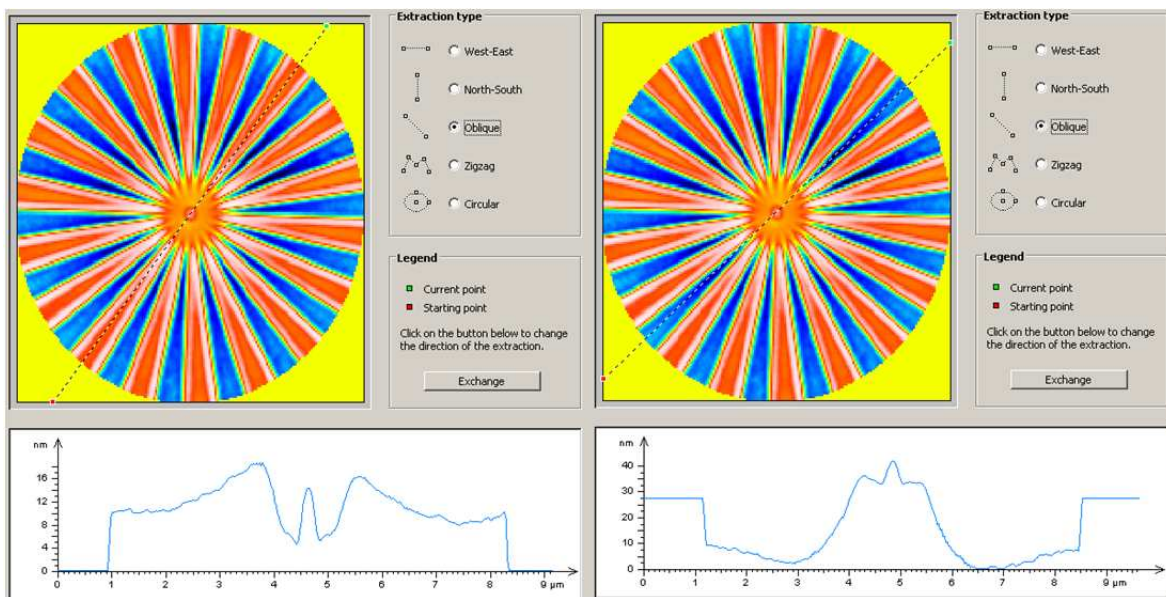 Extraction type
West-East
North-South
Oblique
Zigzag
Circular
Legend
Current point
Starting point
Click on the button below to change
the direction of the extraction.
Exchange
Extraction type
West-East
North-South
Oblique
Zigzag
Circular
Legend
Current point
Starting point
Click on the button below to change
the direction of the extraction.
Exchange
nm
16
12
8
4
0
0 1 2 3 4 5 6 7 8 9 µm
nm
40
30
20
10
0
0 1 2 3 4 5 6 7 8 9 µm